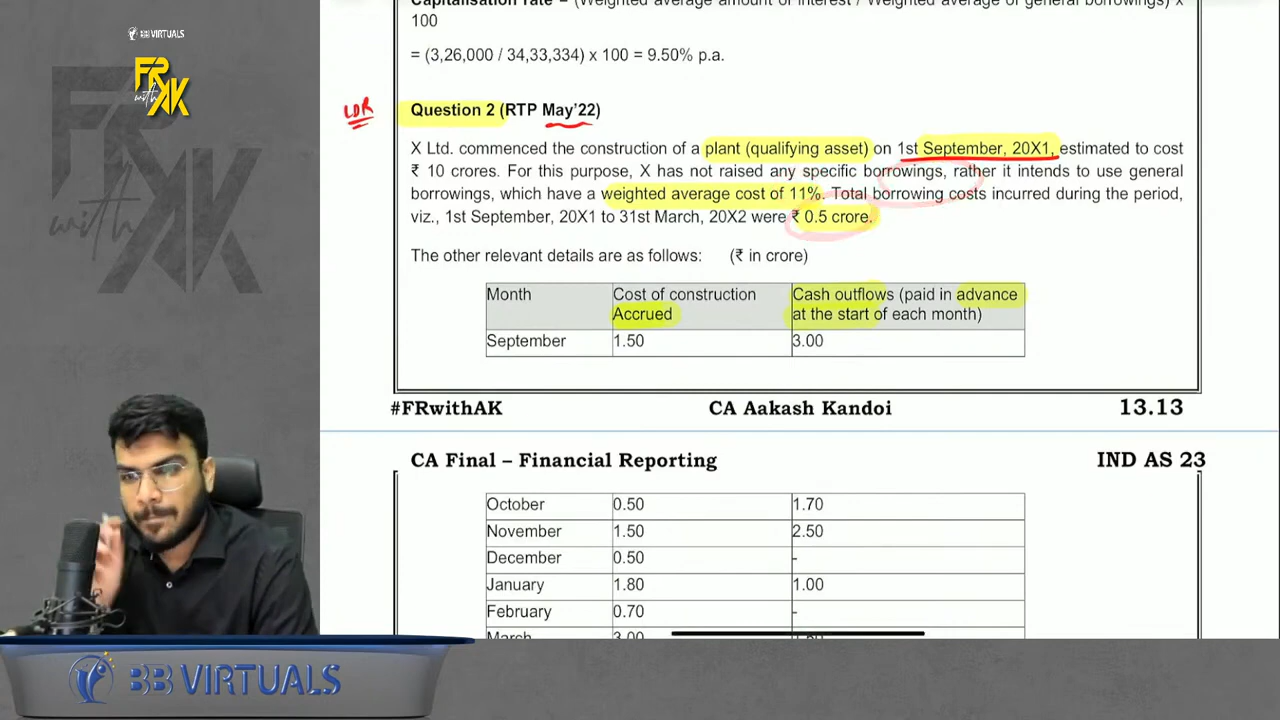 BB VIRTUALS
FR
with
AK
FR
with
AK
Capitalisation rate = (Weighted average amount of interest / Weighted average of general borrowings) x
100
= (3,26,000 / 34,33,334) x 100 = 9.50% p.a.
LDR
Question 2 (RTP May'22)
X Ltd. commenced the construction of a plant (qualifying asset) on 1st September, 20X1, estimated to cost
₹ 10 crores. For this purpose, X has not raised any specific borrowings, rather it intends to use general
borrowings, which have a weighted average cost of 11%. Total borrowing costs incurred during the period,
viz., 1st September, 20X1 to 31st March, 20X2 were ₹ 0.5 crore.
The other relevant details are as follows: (₹ in crore)
Month Cost of construction Accrued Cash outflows (paid in advance at the start of each month)
September 1.50 3.00
#FRwithAK CA Aakash Kandoi 13.13
CA Final – Financial Reporting IND AS 23
October 0.50 1.70
November 1.50 2.50
December 0.50 -
January 1.80 1.00
February 0.70 -
March 3.00
BB VIRTUALS